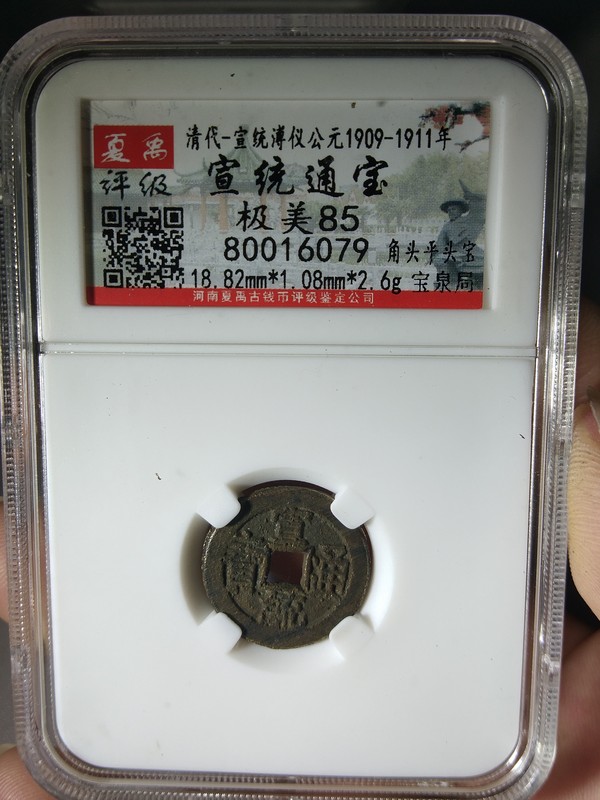 夏禹
评级
清代-宣统溥仪公元1909-1911年
宣统通宝
极美85
80016079 角头平头宝
18.82mm*1.08mm*2.6g 宝泉局
河南夏禹古钱币评级鉴定公司
宣
寶 通
統